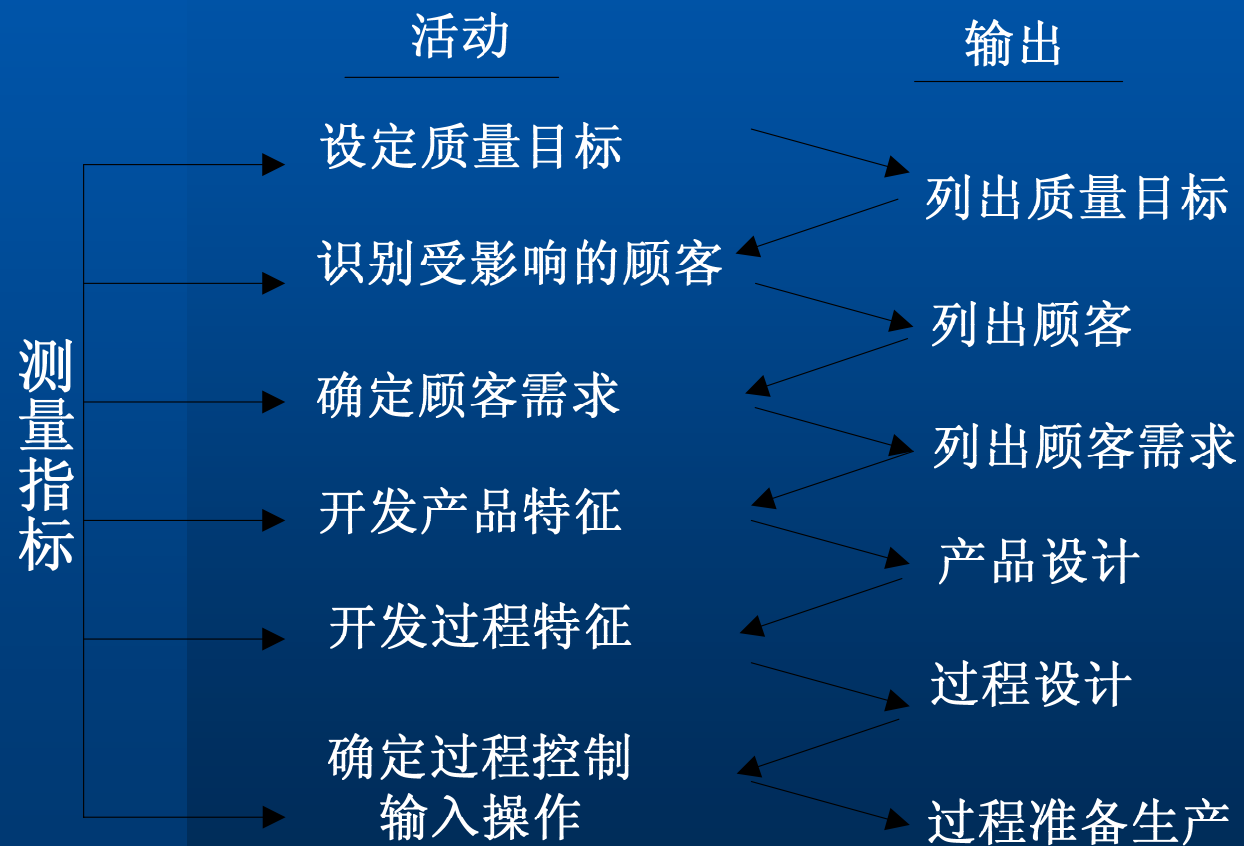 活动
输出
设定质量目标
列出质量目标
识别受影响的顾客
列出顾客
测量指标
确定顾客需求
列出顾客需求
开发产品特征
产品设计
开发过程特征
过程设计
确定过程控制
输入操作
过程准备生产